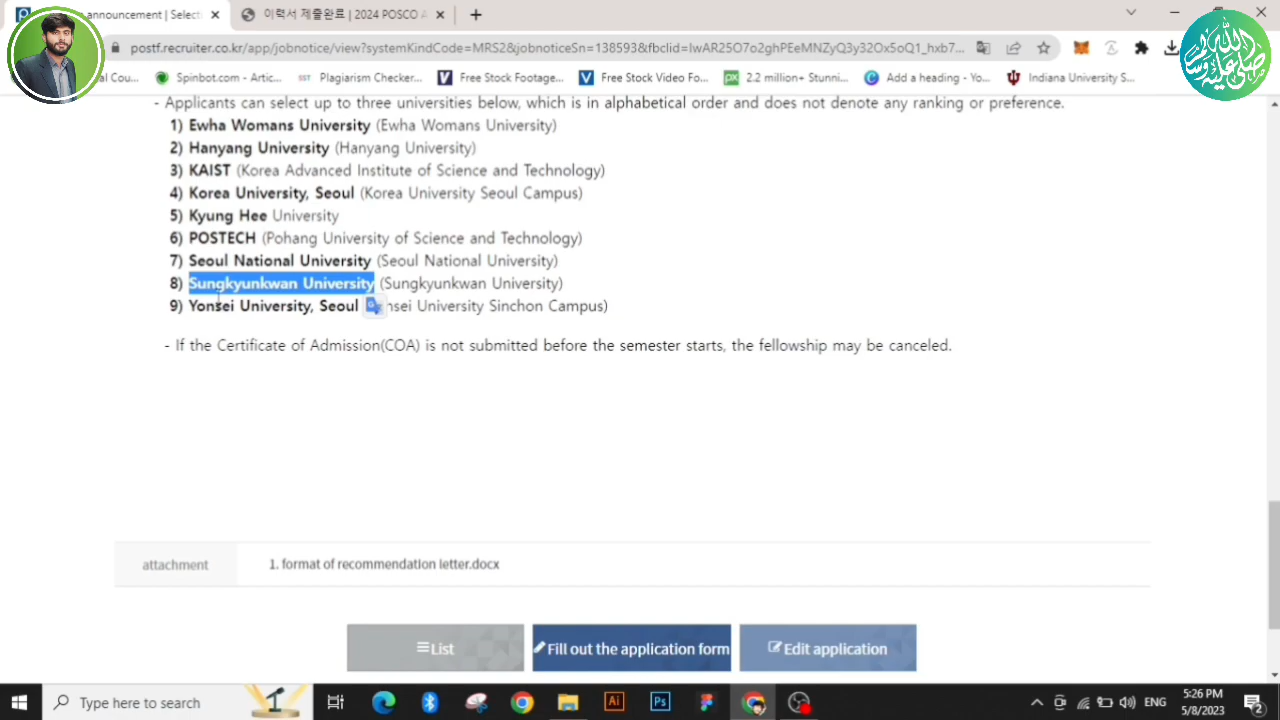 announcement | Select
이력서 제출완료 | 2024 POSCO A
postf.recruiter.co.kr/app/jobnotice/view?systemKindCode=MRS2&jobnoticeSn=138593&fbclid=IwAR25O7o2ghPEeMNZyQ3y32Ox5oQ1_hxb7...
al Cou...
Spinbot.com - Artic...
Plagiarism Checker...
Free Stock Footage...
Free Stock Video Fo...
2.2 million+ Stunni...
Add a heading - Yo...
Indiana University S...
- Applicants can select up to three universities below, which is in alphabetical order and does not denote any ranking or preference.
1) Ewha Womans University (Ewha Womans University)
2) Hanyang University (Hanyang University)
3) KAIST (Korea Advanced Institute of Science and Technology)
4) Korea University, Seoul (Korea University Seoul Campus)
5) Kyung Hee University
6) POSTECH (Pohang University of Science and Technology)
7) Seoul National University (Seoul National University)
8) Sungkyunkwan University (Sungkyunkwan University)
9) Yonsei University, Seoul nsei University Sinchon Campus)
- If the Certificate of Admission(COA) is not submitted before the semester starts, the fellowship may be canceled.
attachment
1. format of recommendation letter.docx
List
Fill out the application form
Edit application
Type here to search
ENG
5:26 PM
5/8/2023
2